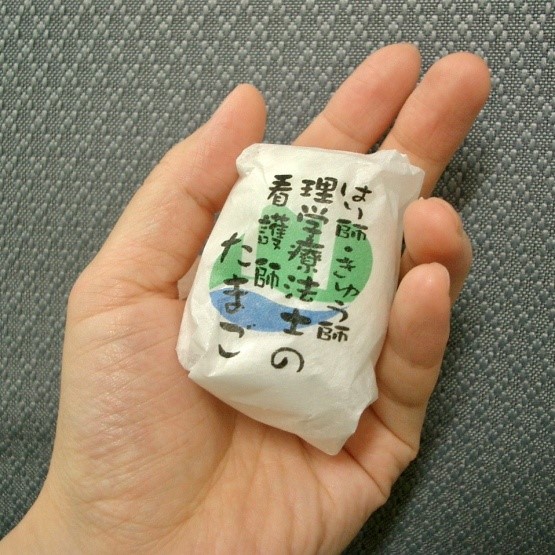 はり師・きゅう師
理学療法士の
看護師
たまご